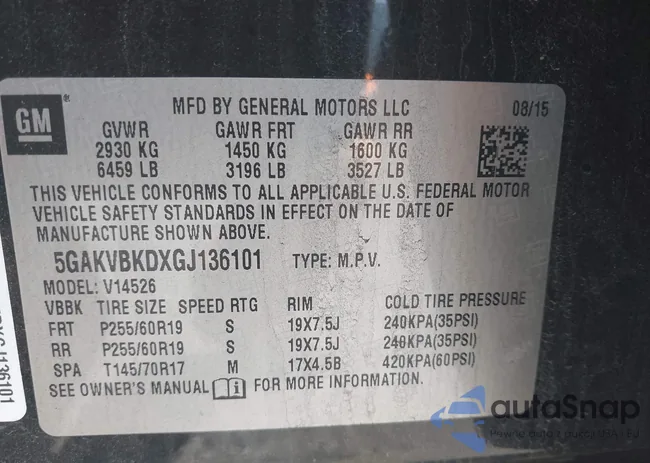 GM
MFD BY GENERAL MOTORS LLC 08/15
GVWR GAWR FRT GAWR RR
2930 KG 1450 KG 1600 KG
6459 LB 3196 LB 3527 LB
THIS VEHICLE CONFORMS TO ALL APPLICABLE U.S. FEDERAL MOTOR
VEHICLE SAFETY STANDARDS IN EFFECT ON THE DATE OF
MANUFACTURE SHOWN ABOVE.
5GAKVBKDXGJ136101 TYPE: M.P.V.
MODEL: V14526
VBBK TIRE SIZE SPEED RTG RIM COLD TIRE PRESSURE
FRT P255/60R19 S 19X7.5J 240KPA(35PSI)
RR P255/60R19 S 19X7.5J 240KPA(35PSI)
SPA T145/70R17 M 17X4.5B 420KPA(60PSI)
SEE OWNER'S MANUAL i FOR MORE INFORMATION.
J136101
autaSnap